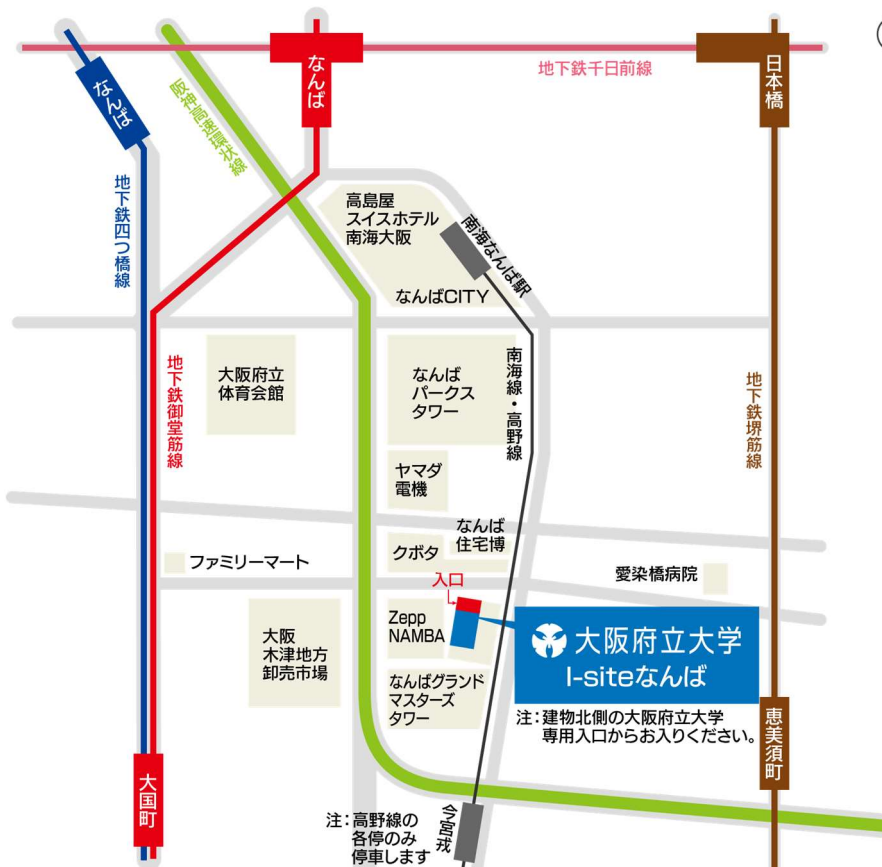 なんば
なんば
地下鉄千日前線
日本橋
阪神高速環状線
地下鉄四つ橋線
高島屋
スイスホテル
南海大阪
南海なんば駅
なんばCITY
大阪府立
体育会館
地下鉄御堂筋線
なんば
パークス
タワー
南海線・高野線
地下鉄堺筋線
ヤマダ
電機
なんば
住宅博
クボタ
ファミリーマート
愛染橋病院
入口
Zepp
NAMBA
大阪
木津地方
卸売市場
大阪府立大学
I-siteなんば
なんばグランド
マスターズ
タワー
注：建物北側の大阪府立大学
専用入口からお入りください。
恵美須町
大国町
今宮戎
注：高野線の
各停のみ
停車します